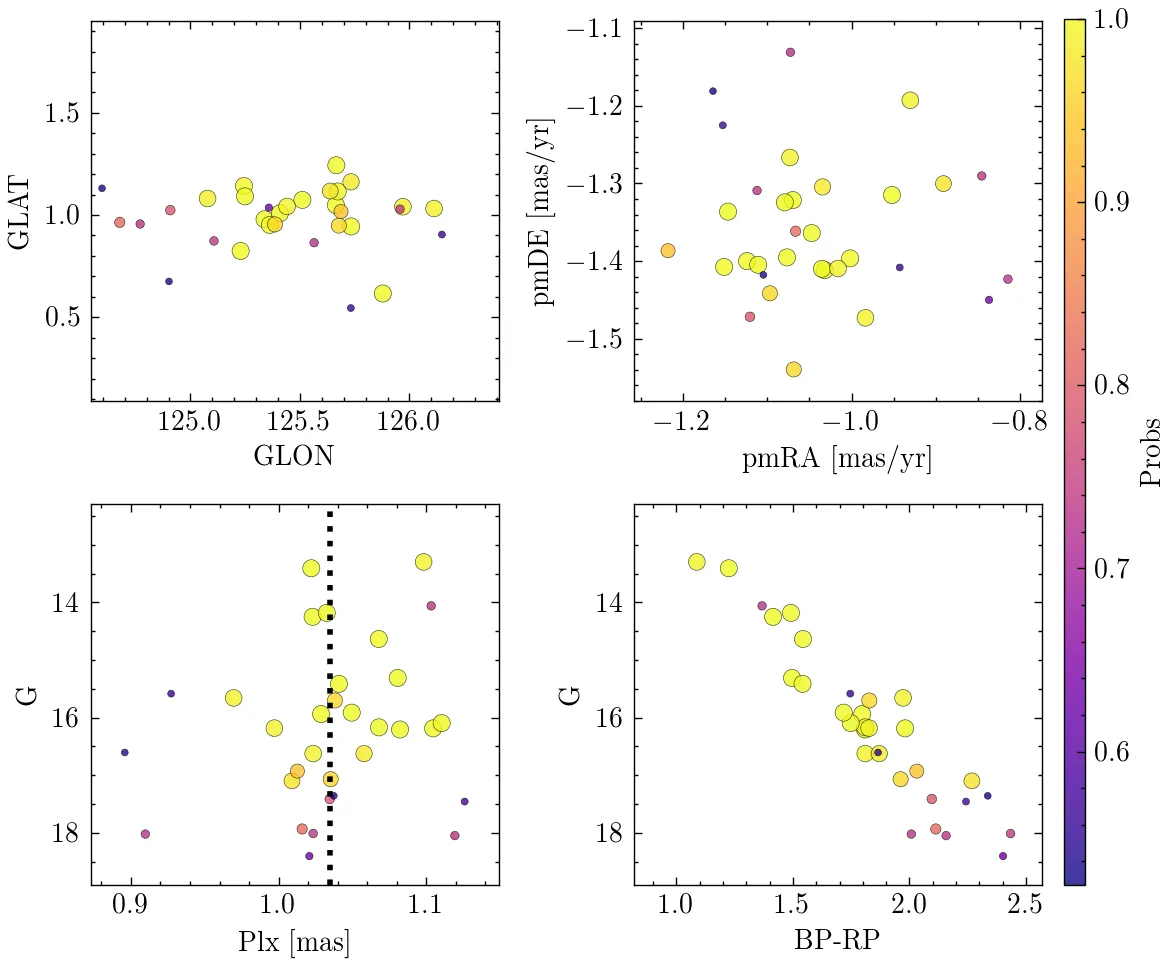 1.5
1.0
0.5
GLAT
125.0 125.5 126.0
GLON
−1.1
−1.2
−1.3
−1.4
−1.5
pmDE [mas/yr]
−1.2 −1.0 −0.8
pmRA [mas/yr]
14
16
18
G
0.9 1.0 1.1
Plx [mas]
14
16
18
G
1.0 1.5 2.0 2.5
BP-RP
1.0
0.9
0.8
0.7
0.6
Probs